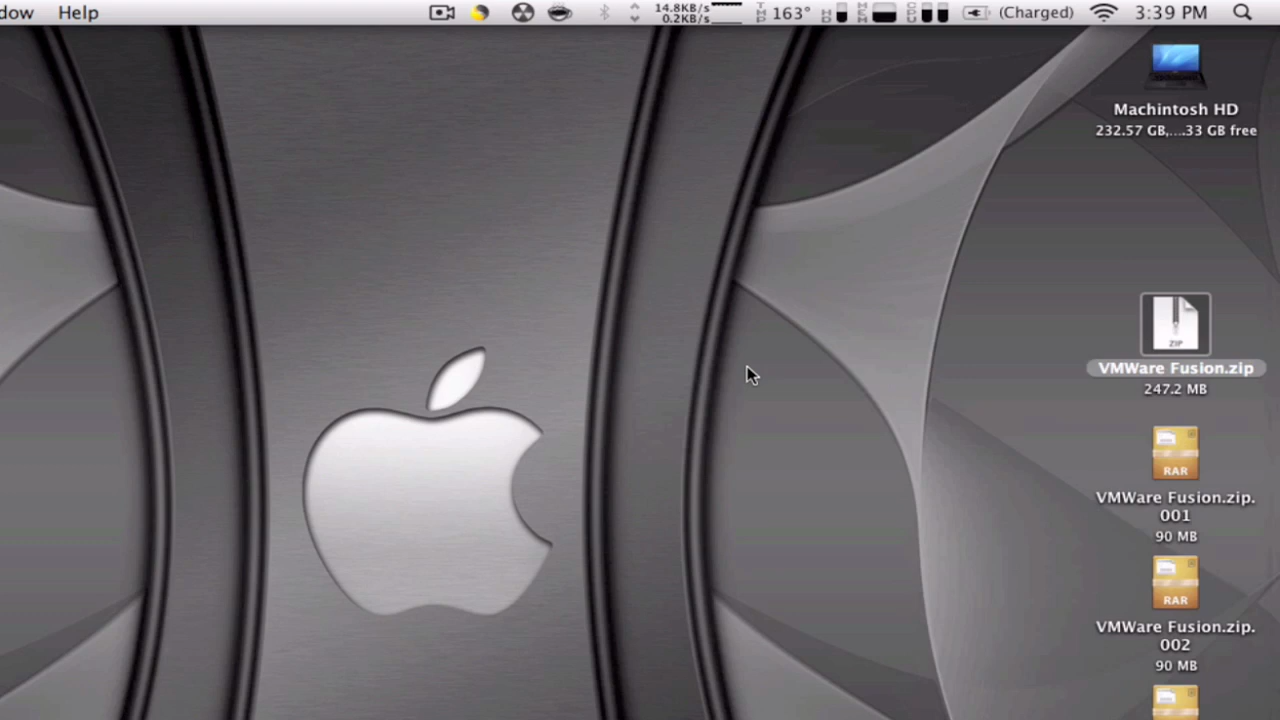 dow Help 14.8KB/s 163° (Charged) 3:39 PM
0.2KB/s
Machintosh HD
232.57 GB,....33 GB free
ZIP
VMWare Fusion.zip
247.2 MB
RAR
VMWare Fusion.zip.
001
90 MB
RAR
VMWare Fusion.zip.
002
90 MB